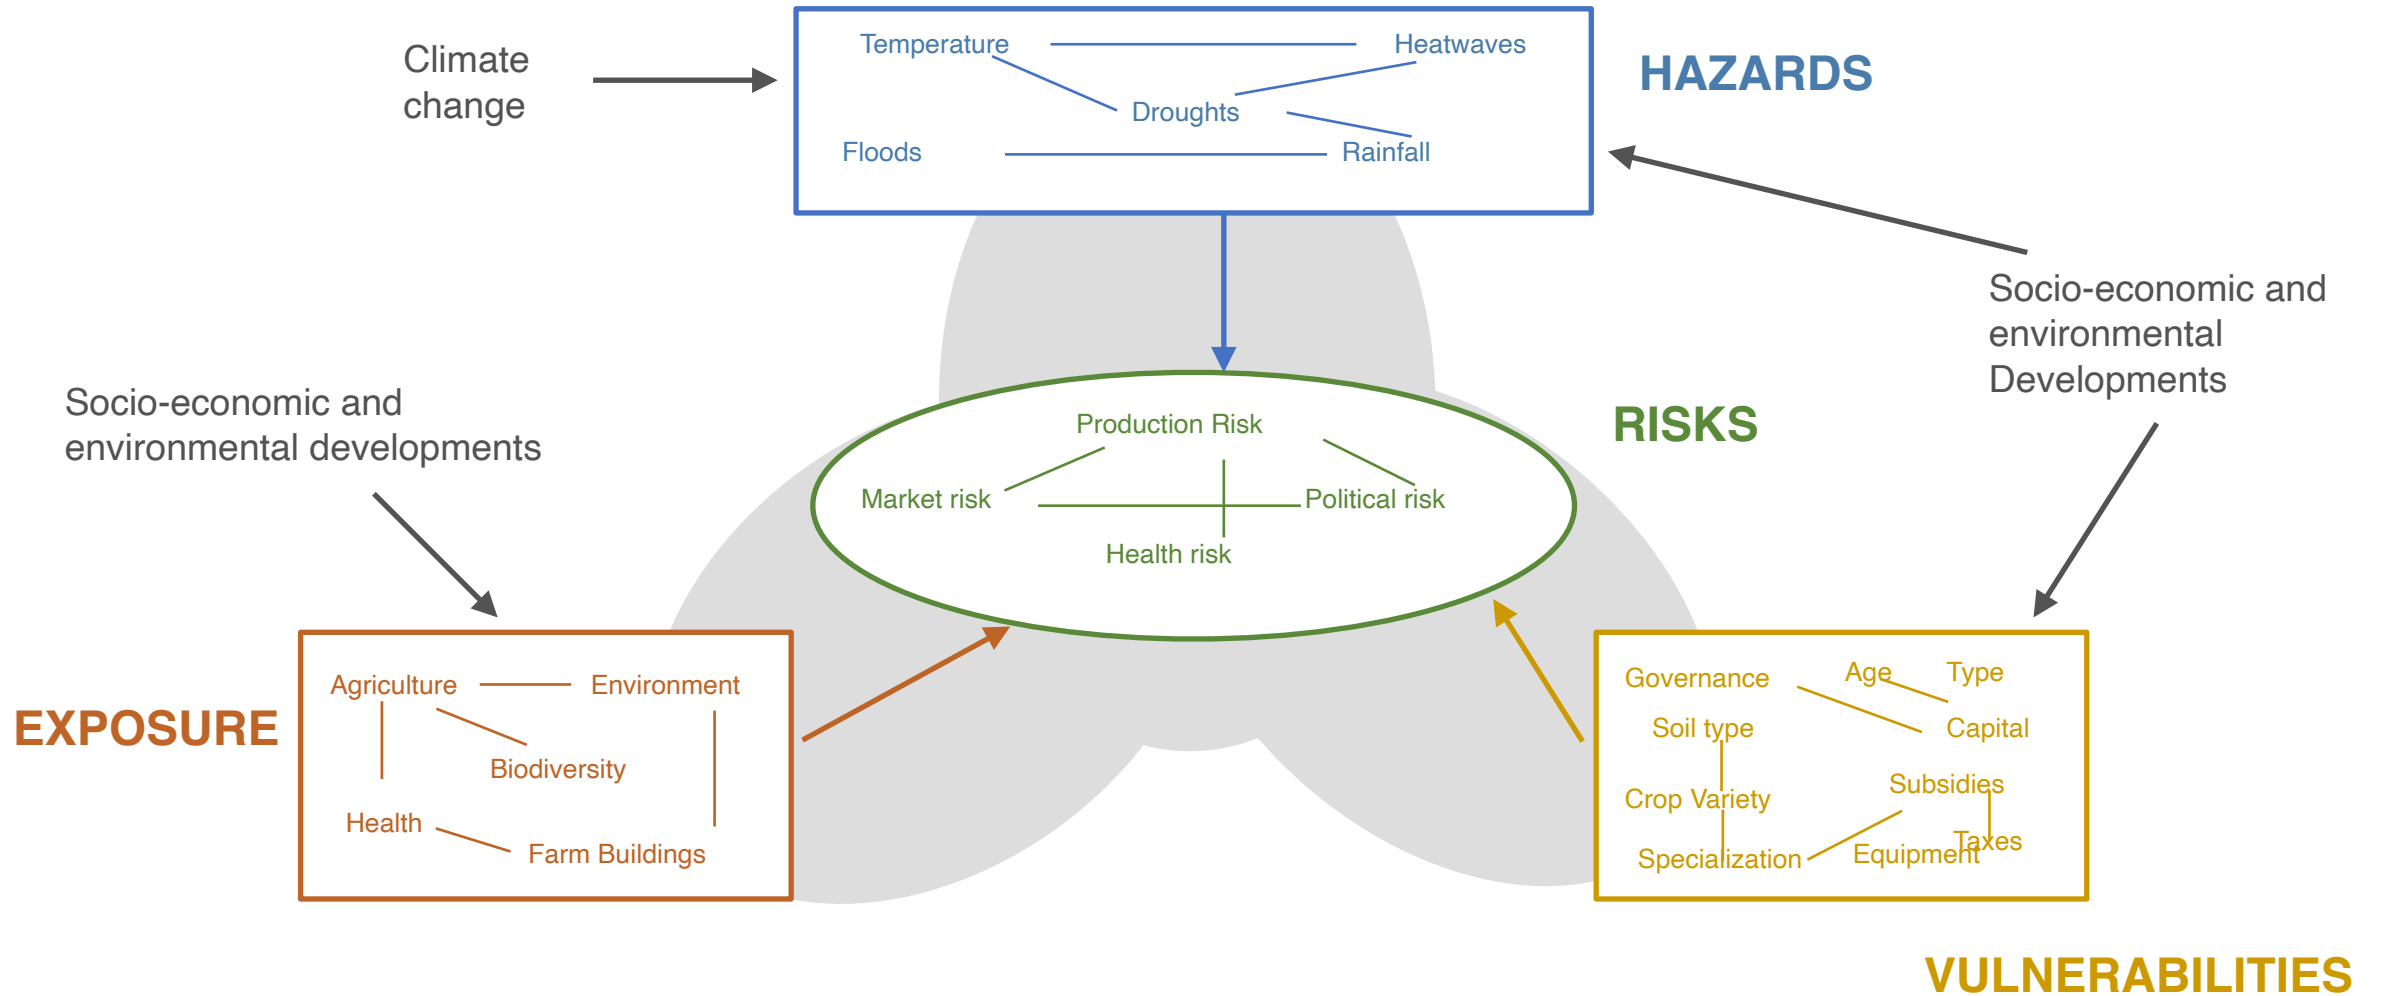 Climate
change
Temperature
Heatwaves
HAZARDS
Droughts
Floods
Rainfall
Socio-economic and
environmental
Developments
Socio-economic and
environmental developments
RISKS
Production Risk
Market risk
Political risk
Health risk
EXPOSURE
Agriculture
Environment
Biodiversity
Health
Farm Buildings
Governance
Age
Type
Soil type
Capital
Crop Variety
Subsidies
Specialization
Equipment
Taxes
VULNERABILITIES